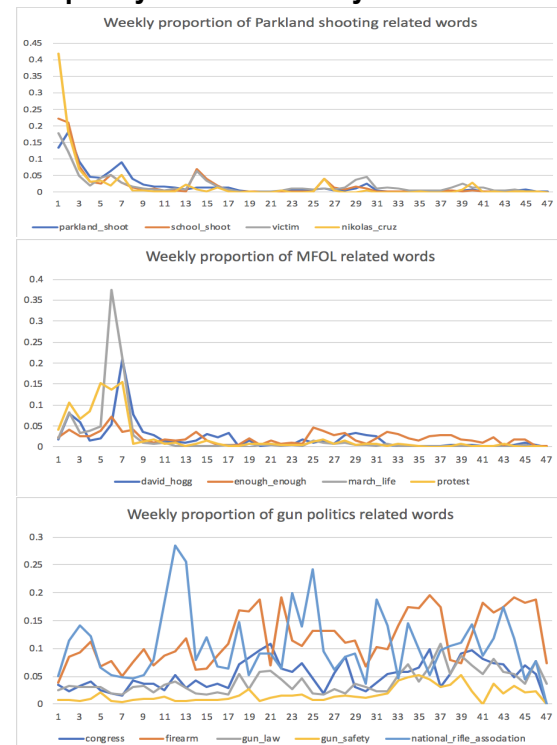 Weekly proportion of Parkland shooting related words
0.45
0.4
0.35
0.3
0.25
0.2
0.15
0.1
0.05
0
1 3 5 7 9 11 13 15 17 19 21 23 25 27 29 31 33 35 37 39 41 43 45 47
parkland_shoot school_shoot victim nikolas_cruz
Weekly proportion of MFOL related words
0.4
0.35
0.3
0.25
0.2
0.15
0.1
0.05
0
1 3 5 7 9 11 13 15 17 19 21 23 25 27 29 31 33 35 37 39 41 43 45 47
david_hogg enough_enough march_life protest
Weekly proportion of gun politics related words
0.3
0.25
0.2
0.15
0.1
0.05
0
1 3 5 7 9 11 13 15 17 19 21 23 25 27 29 31 33 35 37 39 41 43 45 47
congress firearm gun_law gun_safety national_rifle_association